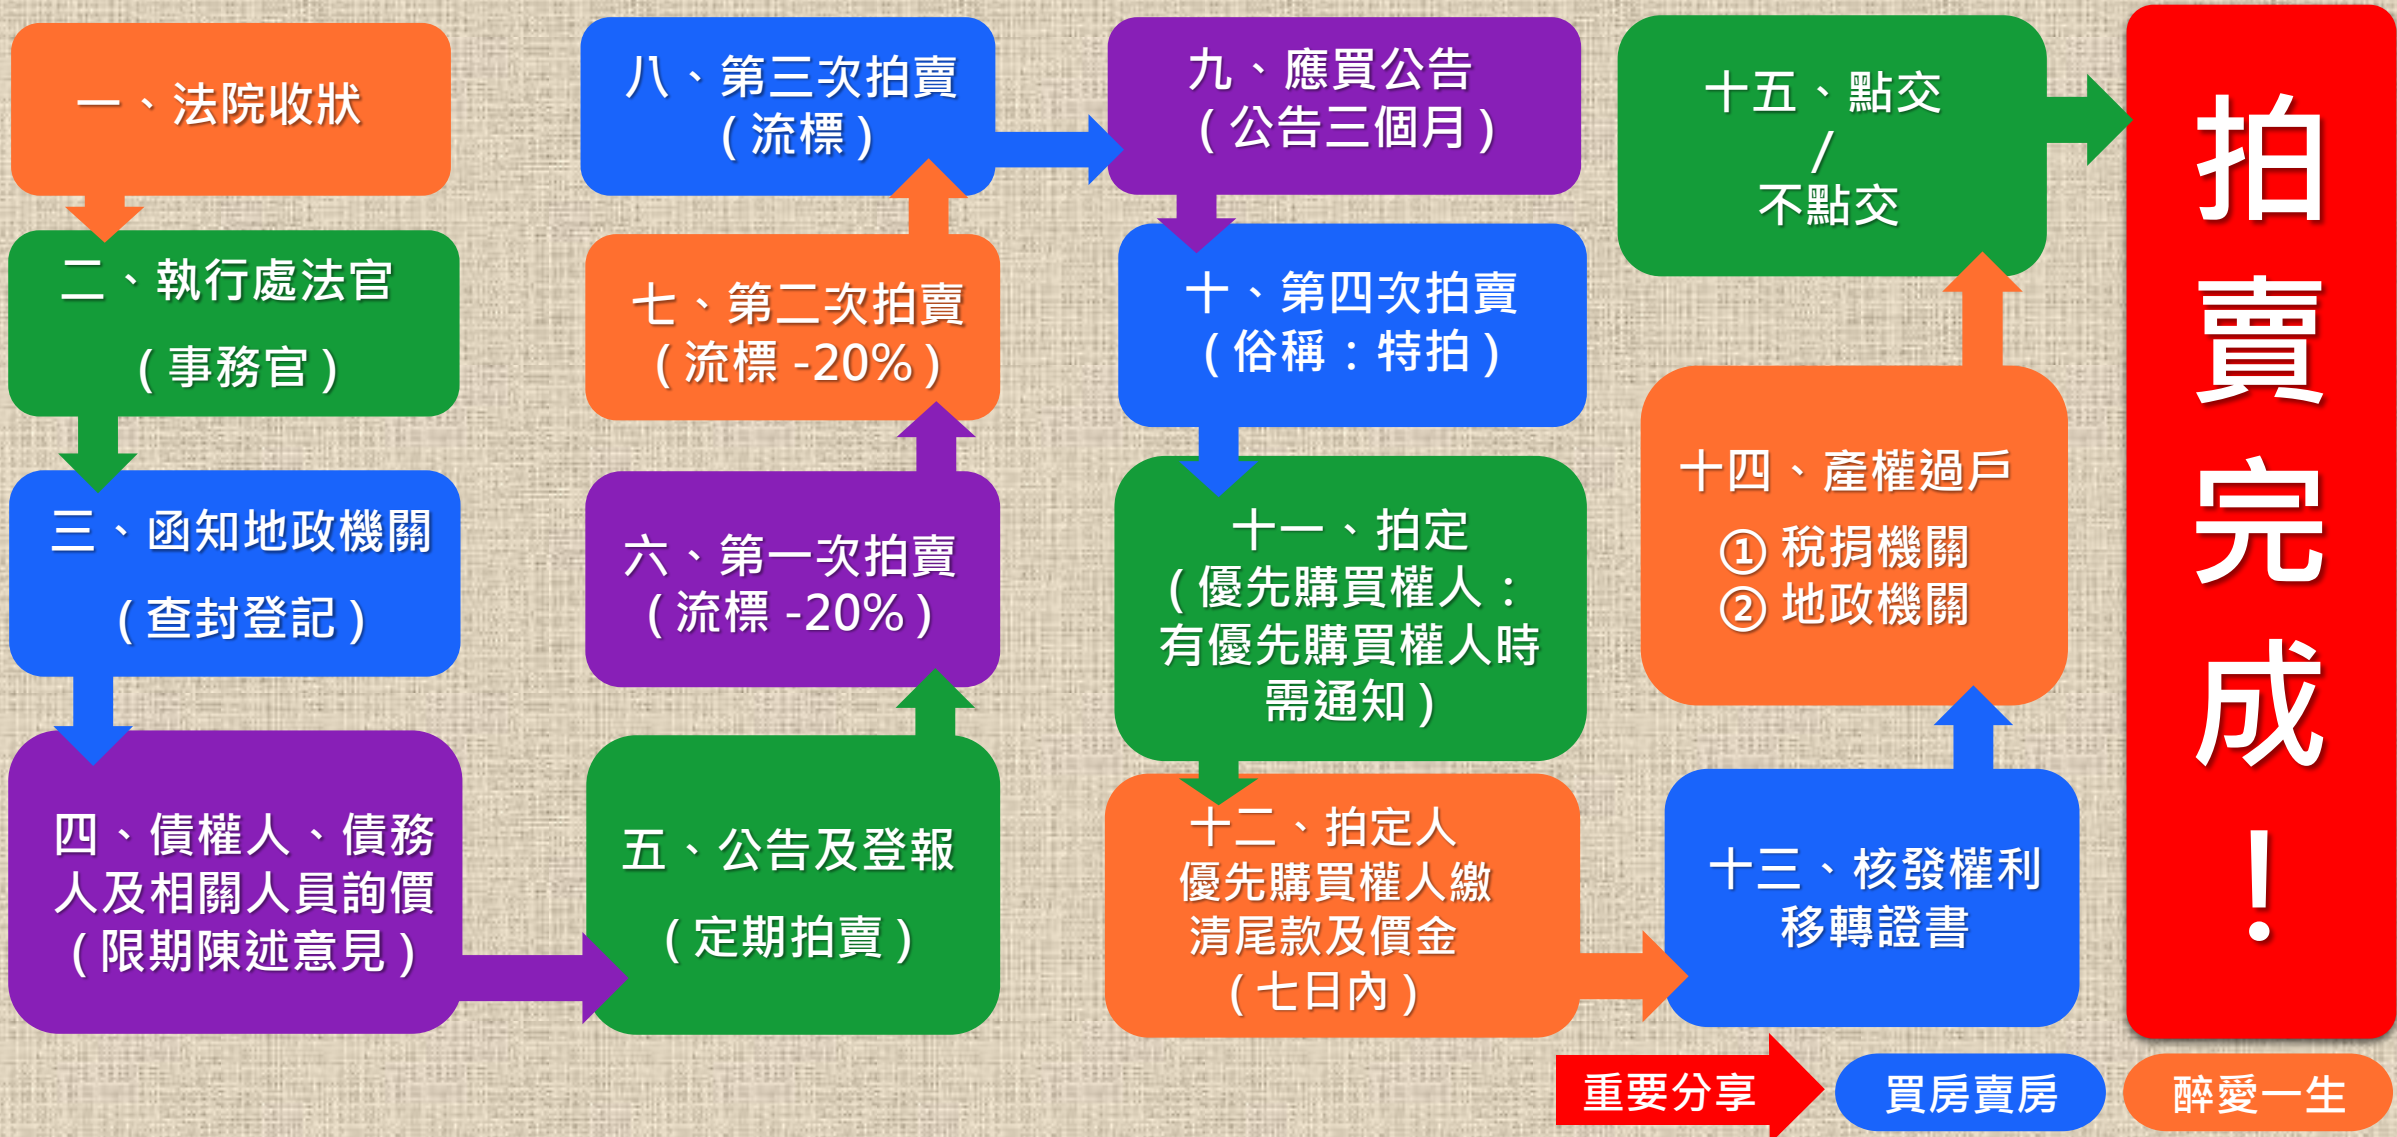 一、法院收狀
二、執行處法官
（事務官）
三、函知地政機關
（查封登記）
四、債權人、債務
人及相關人員詢價
（限期陳述意見）
五、公告及登報
（定期拍賣）
六、第一次拍賣
（流標 -20%）
七、第二次拍賣
（流標 -20%）
八、第三次拍賣
（流標）
九、應買公告
（公告三個月）
十、第四次拍賣
（俗稱：特拍）
十一、拍定
（優先購買權人：
有優先購買權人時
需通知）
十二、拍定人
優先購買權人繳
清尾款及價金
（七日內）
十三、核發權利
移轉證書
十四、產權過戶
① 稅捐機關
② 地政機關
十五、點交
/
不點交
拍賣完成！
重要分享
買房賣房
醉愛一生